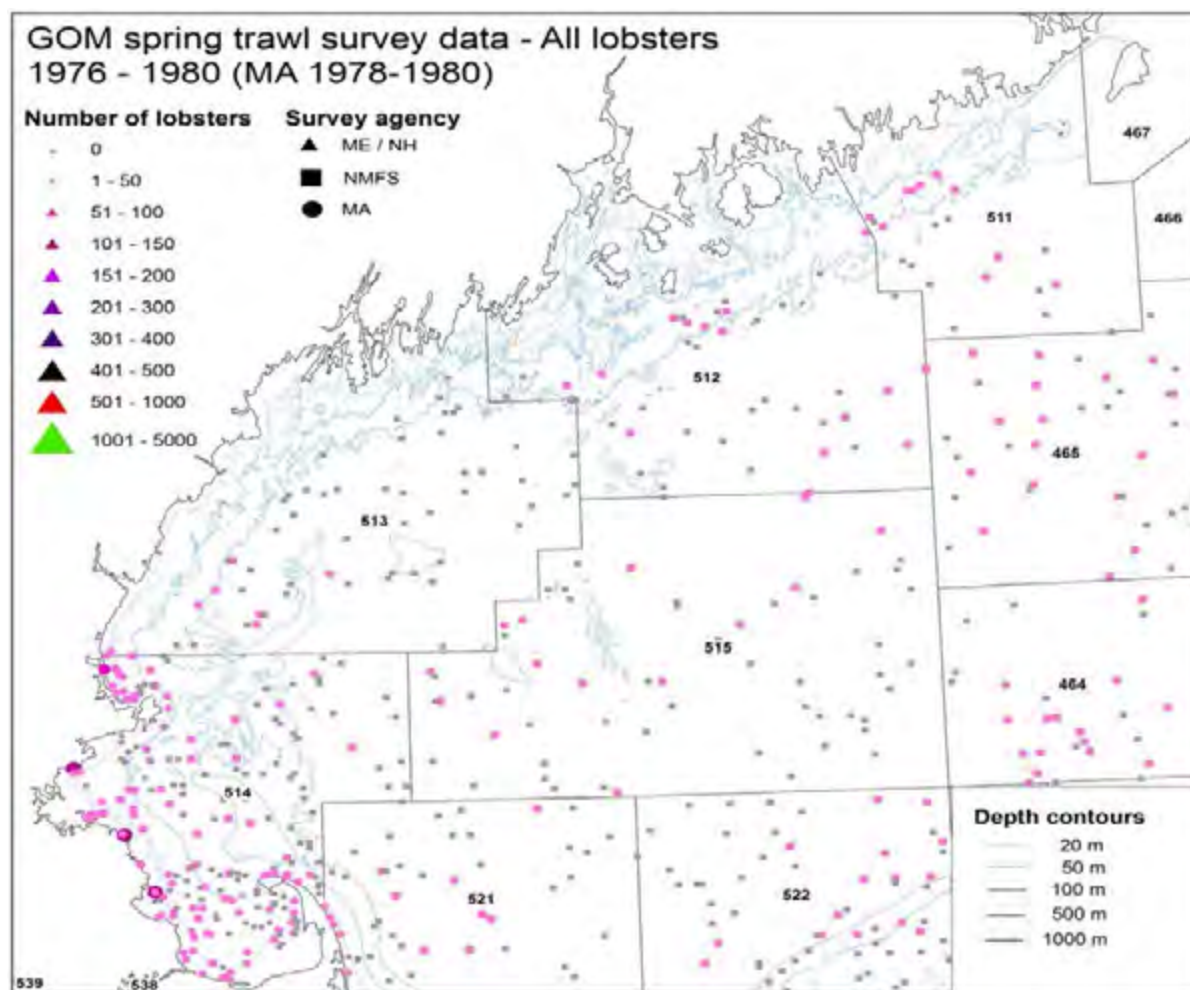 GOM spring trawl survey data - All lobsters
1976 - 1980 (MA 1978-1980)
Number of lobsters
0
1 - 50
51 - 100
101 - 150
151 - 200
201 - 300
301 - 400
401 - 500
501 - 1000
1001 - 5000
Survey agency
ME / NH
NMFS
MA
467
466
511
512
465
513
515
464
514
521
522
539
538
Depth contours
20 m
50 m
100 m
500 m
1000 m